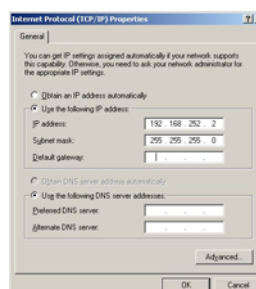 Internet Protocol (TCP/IP) Properties
General
You can get IP settings assigned automatically if your network supports
this capability. Otherwise, you need to ask your network administrator for
the appropriate IP settings.
Obtain an IP address automatically
Use the following IP address:
IP address: 192 . 168 . 252 . 2
Subnet mask: 255 . 255 . 255 . 0
Default gateway: . . .
Obtain DNS server address automatically
Use the following DNS server addresses:
Preferred DNS server: . . .
Alternate DNS server: . . .
Advanced...
OK Cancel